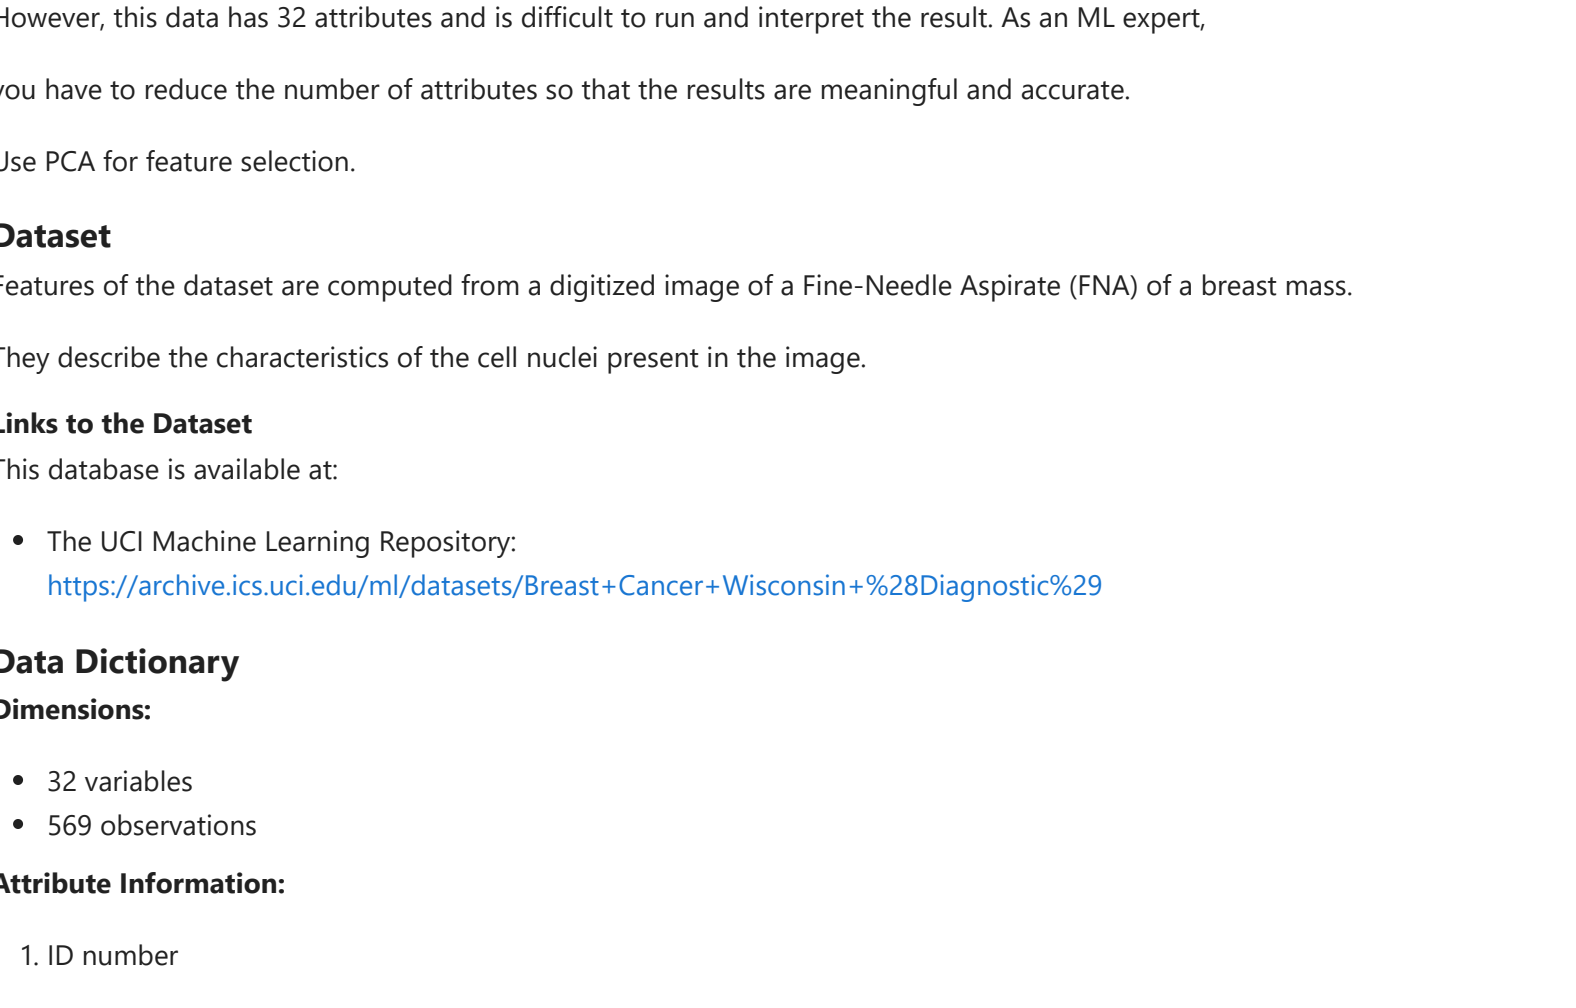 However, this data has 32 attributes and is difficult to run and interpret the result. As an ML expert,
you have to reduce the number of attributes so that the results are meaningful and accurate.
Use PCA for feature selection.
Dataset
Features of the dataset are computed from a digitized image of a Fine-Needle Aspirate (FNA) of a breast mass.
They describe the characteristics of the cell nuclei present in the image.
Links to the Dataset
This database is available at:
• The UCI Machine Learning Repository:
https://archive.ics.uci.edu/ml/datasets/Breast+Cancer+Wisconsin+%28Diagnostic%29
Data Dictionary
Dimensions:
• 32 variables
• 569 observations
Attribute Information:
1. ID number